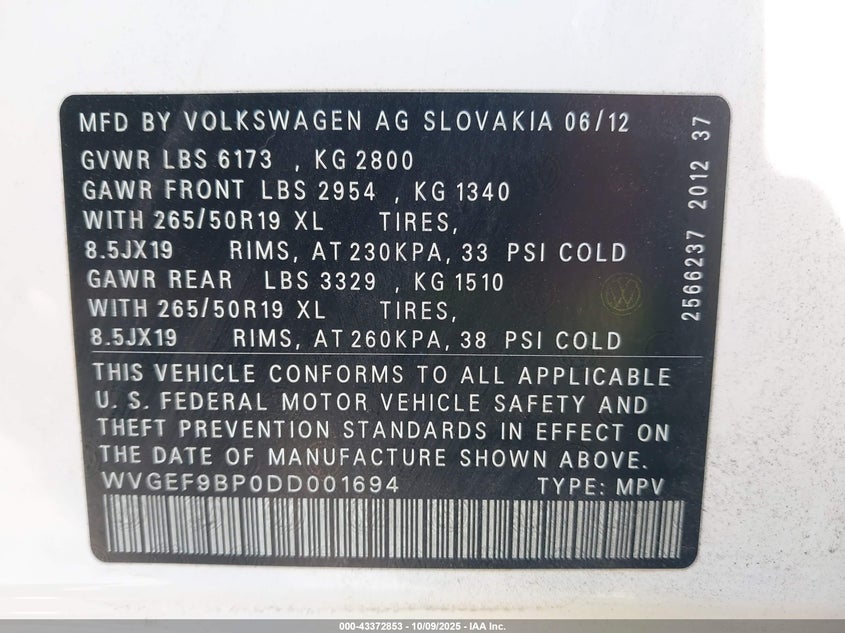 MFD BY VOLKSWAGEN AG SLOVAKIA 06/12
GVWR LBS 6173 , KG 2800
GAWR FRONT LBS 2954 , KG 1340
WITH 265/50R19 XL TIRES,
8.5JX19 RIMS, AT 230KPA, 33 PSI COLD
GAWR REAR LBS 3329 , KG 1510
WITH 265/50R19 XL TIRES,
8.5JX19 RIMS, AT 260KPA, 38 PSI COLD
THIS VEHICLE CONFORMS TO ALL APPLICABLE
U. S. FEDERAL MOTOR VEHICLE SAFETY AND
THEFT PREVENTION STANDARDS IN EFFECT ON
THE DATE OF MANUFACTURE SHOWN ABOVE.
WVGEF9BP0DD001694 TYPE: MPV
2566237 2012 37
000-43372853 - 10/09/2025 - IAA Inc.